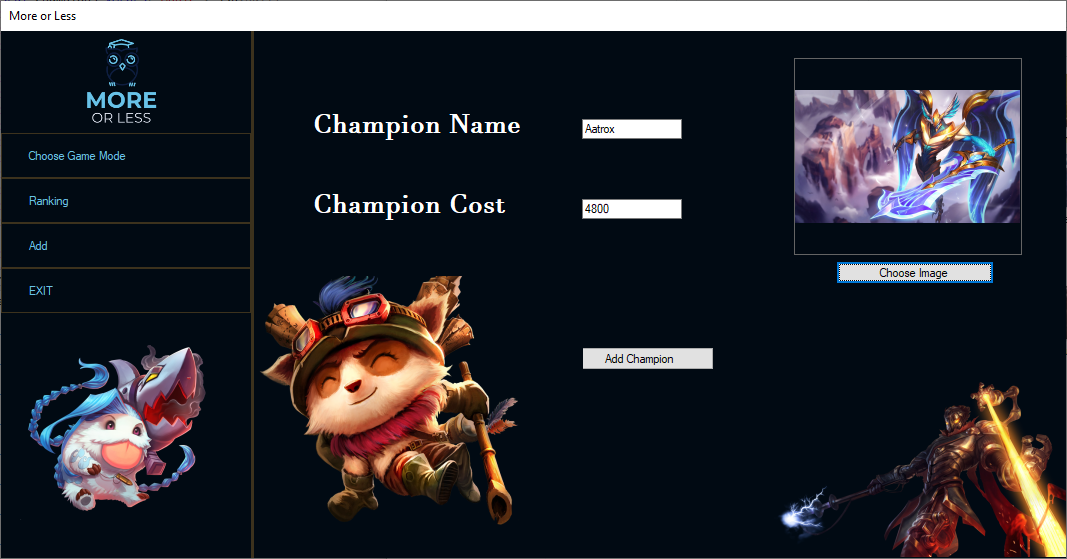 More or Less
MORE
OR LESS
Choose Game Mode
Ranking
Add
EXIT
Champion Name
Aatrox
Champion Cost
4800
Choose Image
Add Champion